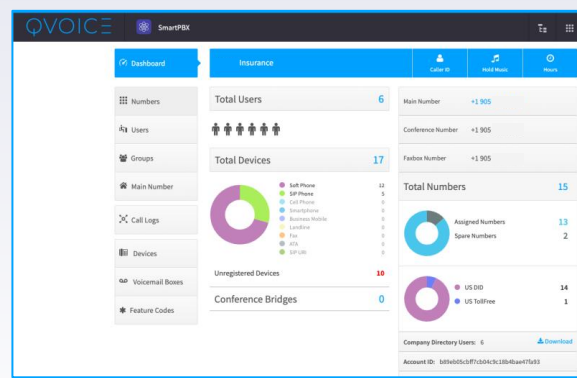 QVOICE SmartPBX
Dashboard
Insurance
Caller ID
Hold Music
Hours
Numbers
Users
Groups
Main Number
Call Logs
Devices
Voicemail Boxes
Feature Codes
Total Users 6
Total Devices 17
Soft Phone 12
SIP Phone 5
Cell Phone 0
Smartphone 0
Business Mobile 0
Landline 0
Fax 0
ATA 0
SIP URI 0
Unregistered Devices 10
Conference Bridges 0
Main Number +1 905
Conference Number +1 905
Faxbox Number +1 905
Total Numbers 15
Assigned Numbers 13
Spare Numbers 2
US DID 14
US TollFree 1
Company Directory Users: 6 Download
Account ID: